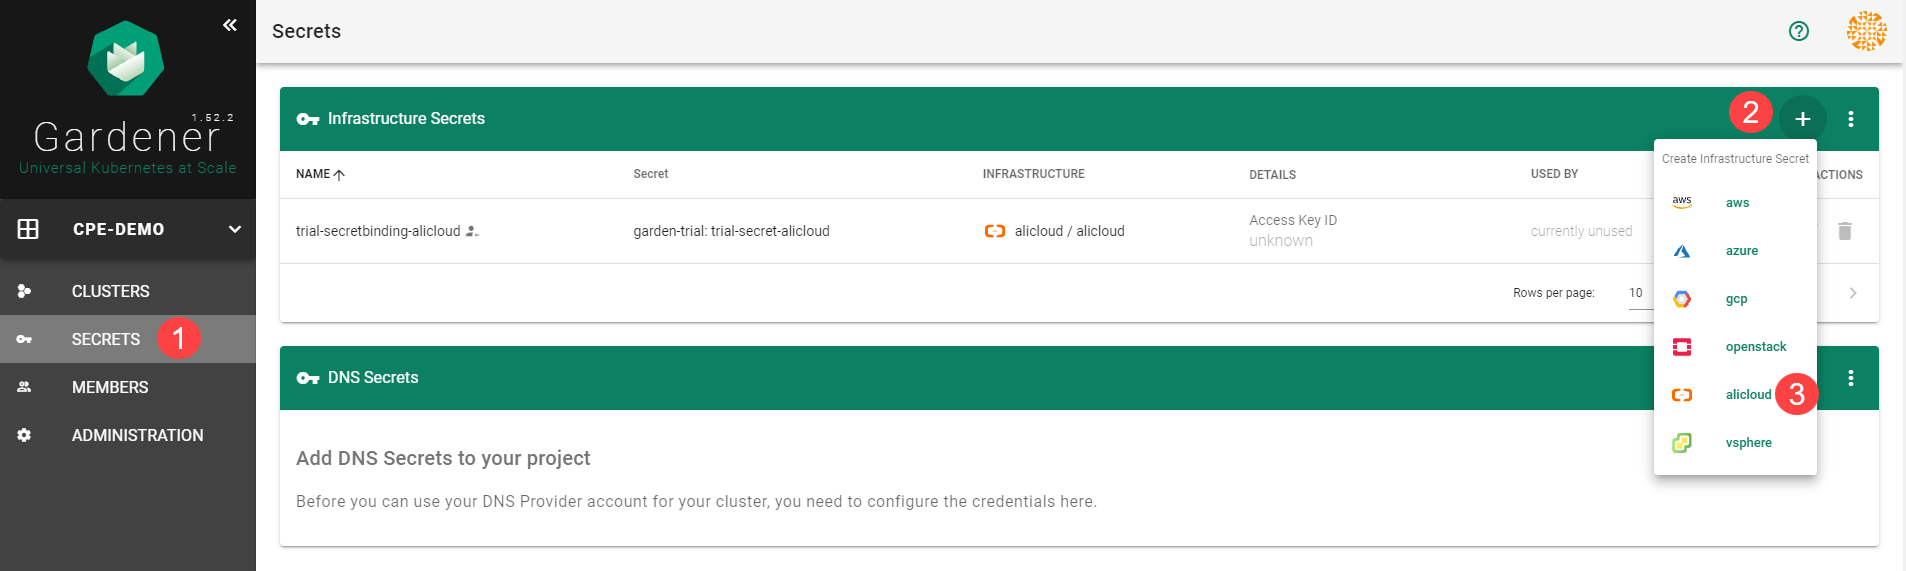 Secrets
1.52.2
Gardener
Universal Kubernetes at Scale
CPE-DEMO
CLUSTERS
SECRETS 1
MEMBERS
ADMINISTRATION
Infrastructure Secrets
2
+
NAME Secret INFRASTRUCTURE DETAILS USED BY ACTIONS
trial-secretbinding-alicloud garden-trial: trial-secret-alicloud alicloud / alicloud Access Key ID currently unused
unknown
Rows per page: 10
Create Infrastructure Secret
aws aws
azure
gcp
openstack
alicloud 3
vsphere
DNS Secrets
Add DNS Secrets to your project
Before you can use your DNS Provider account for your cluster, you need to configure the credentials here.